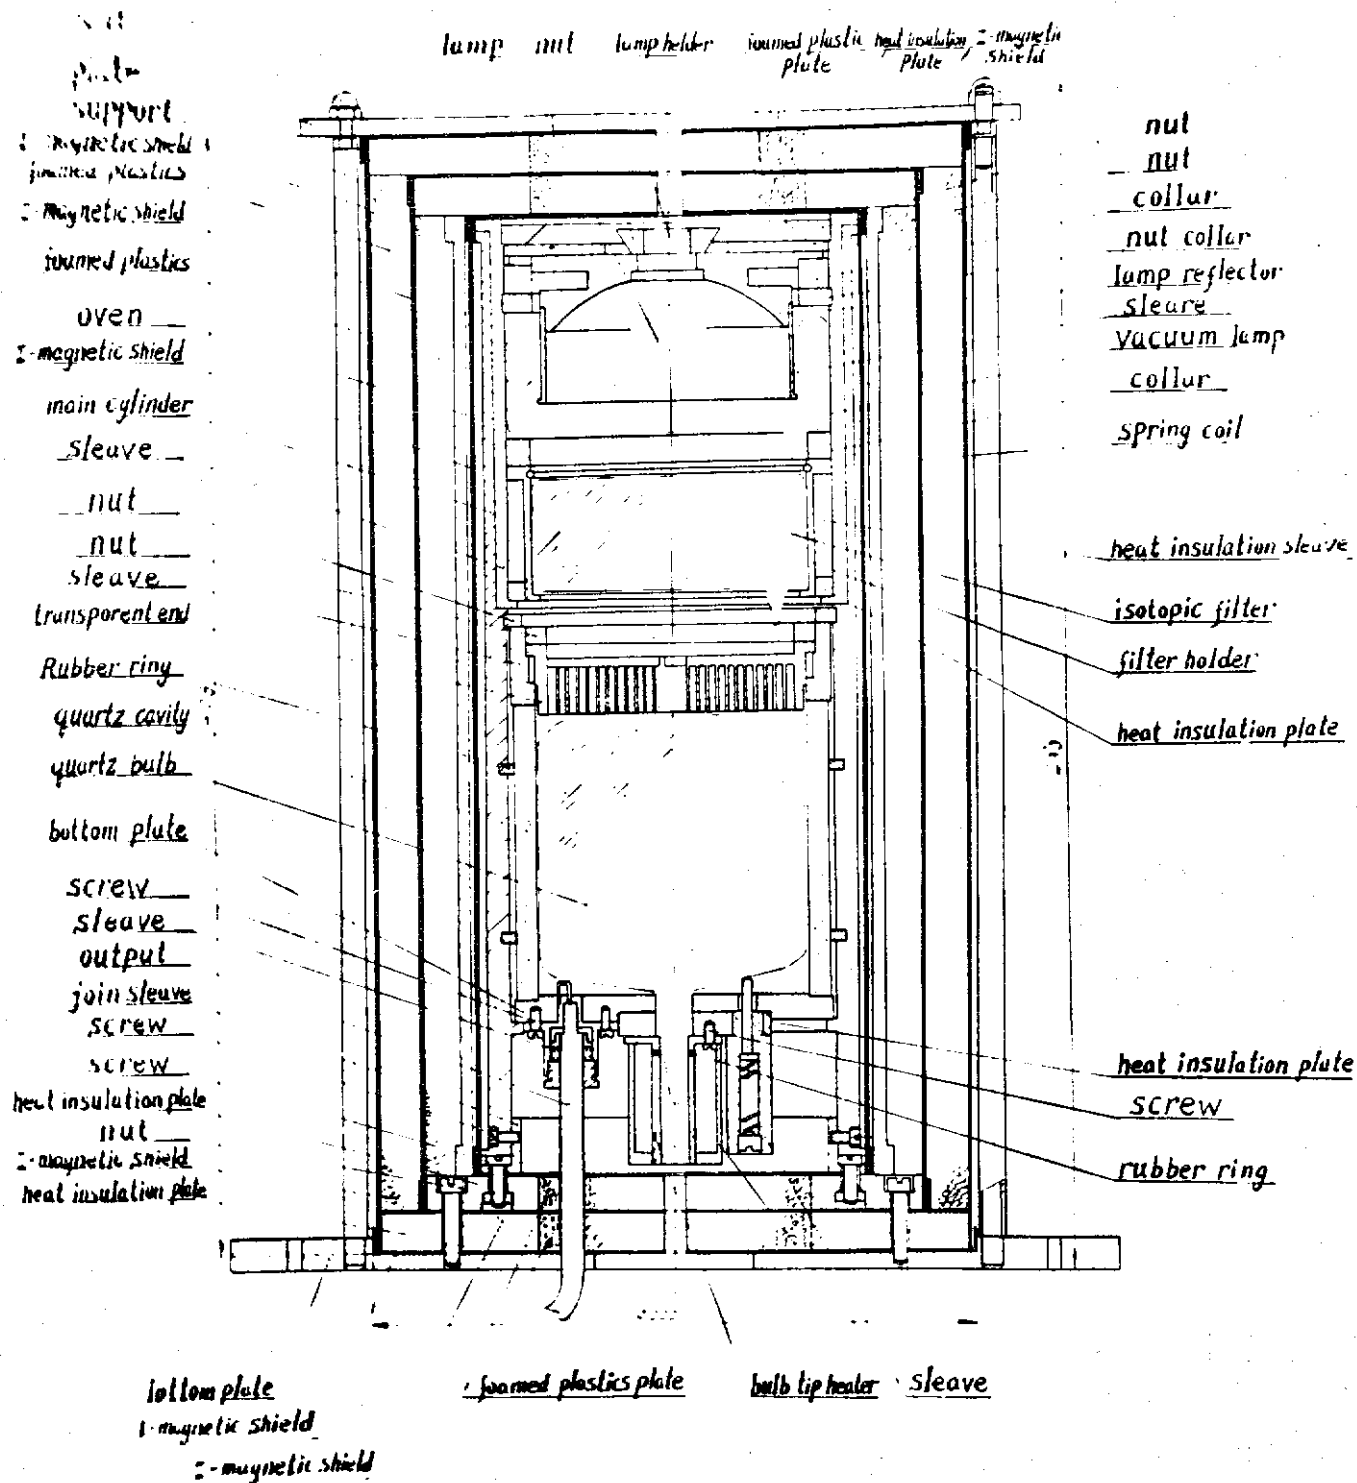 lamp nut lamp holder foamed plastic plate heat insulation plate magnetic shield
support
magnetic shield
foamed plastics
magnetic shield
foamed plastics
oven
magnetic shield
main cylinder
sleave
nut
nut
sleave
transparent end
Rubber ring
quartz cavity
quartz bulb
bottom plate
screw
sleave
output
join sleave
screw
screw
heat insulation plate
nut
magnetic shield
heat insulation plate
nut
nut
collar
nut collar
lamp reflector
sleave
vacuum lamp
collar
spring coil
heat insulation sleave
isotopic filter
filter holder
heat insulation plate
heat insulation plate
screw
rubber ring
bottom plate
foamed plastics plate
bulb tip heater
sleave
magnetic shield
magnetic shield